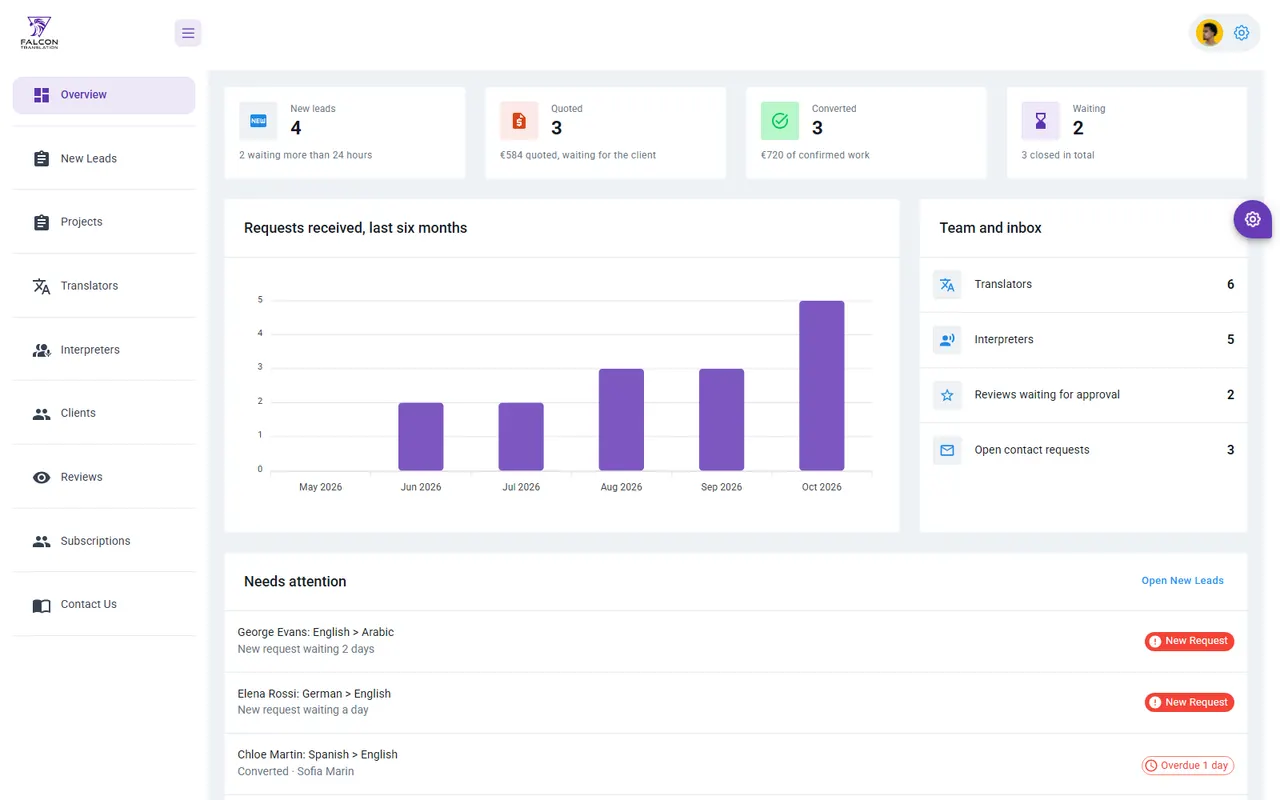 FALCON
TRANSLATION
Overview
New Leads
Projects
Translators
Interpreters
Clients
Reviews
Subscriptions
Contact Us
NEW
New leads
4
2 waiting more than 24 hours
$
Quoted
3
€584 quoted, waiting for the client
Converted
3
€720 of confirmed work
Waiting
2
3 closed in total
Requests received, last six months
5
4
3
2
1
0
May 2026
Jun 2026
Jul 2026
Aug 2026
Sep 2026
Oct 2026
Team and inbox
Translators 6
Interpreters 5
Reviews waiting for approval 2
Open contact requests 3
Needs attention
Open New Leads
George Evans: English > Arabic
New request waiting 2 days
New Request
Elena Rossi: German > English
New request waiting a day
New Request
Chloe Martin: Spanish > English
Converted · Sofia Marin
Overdue 1 day